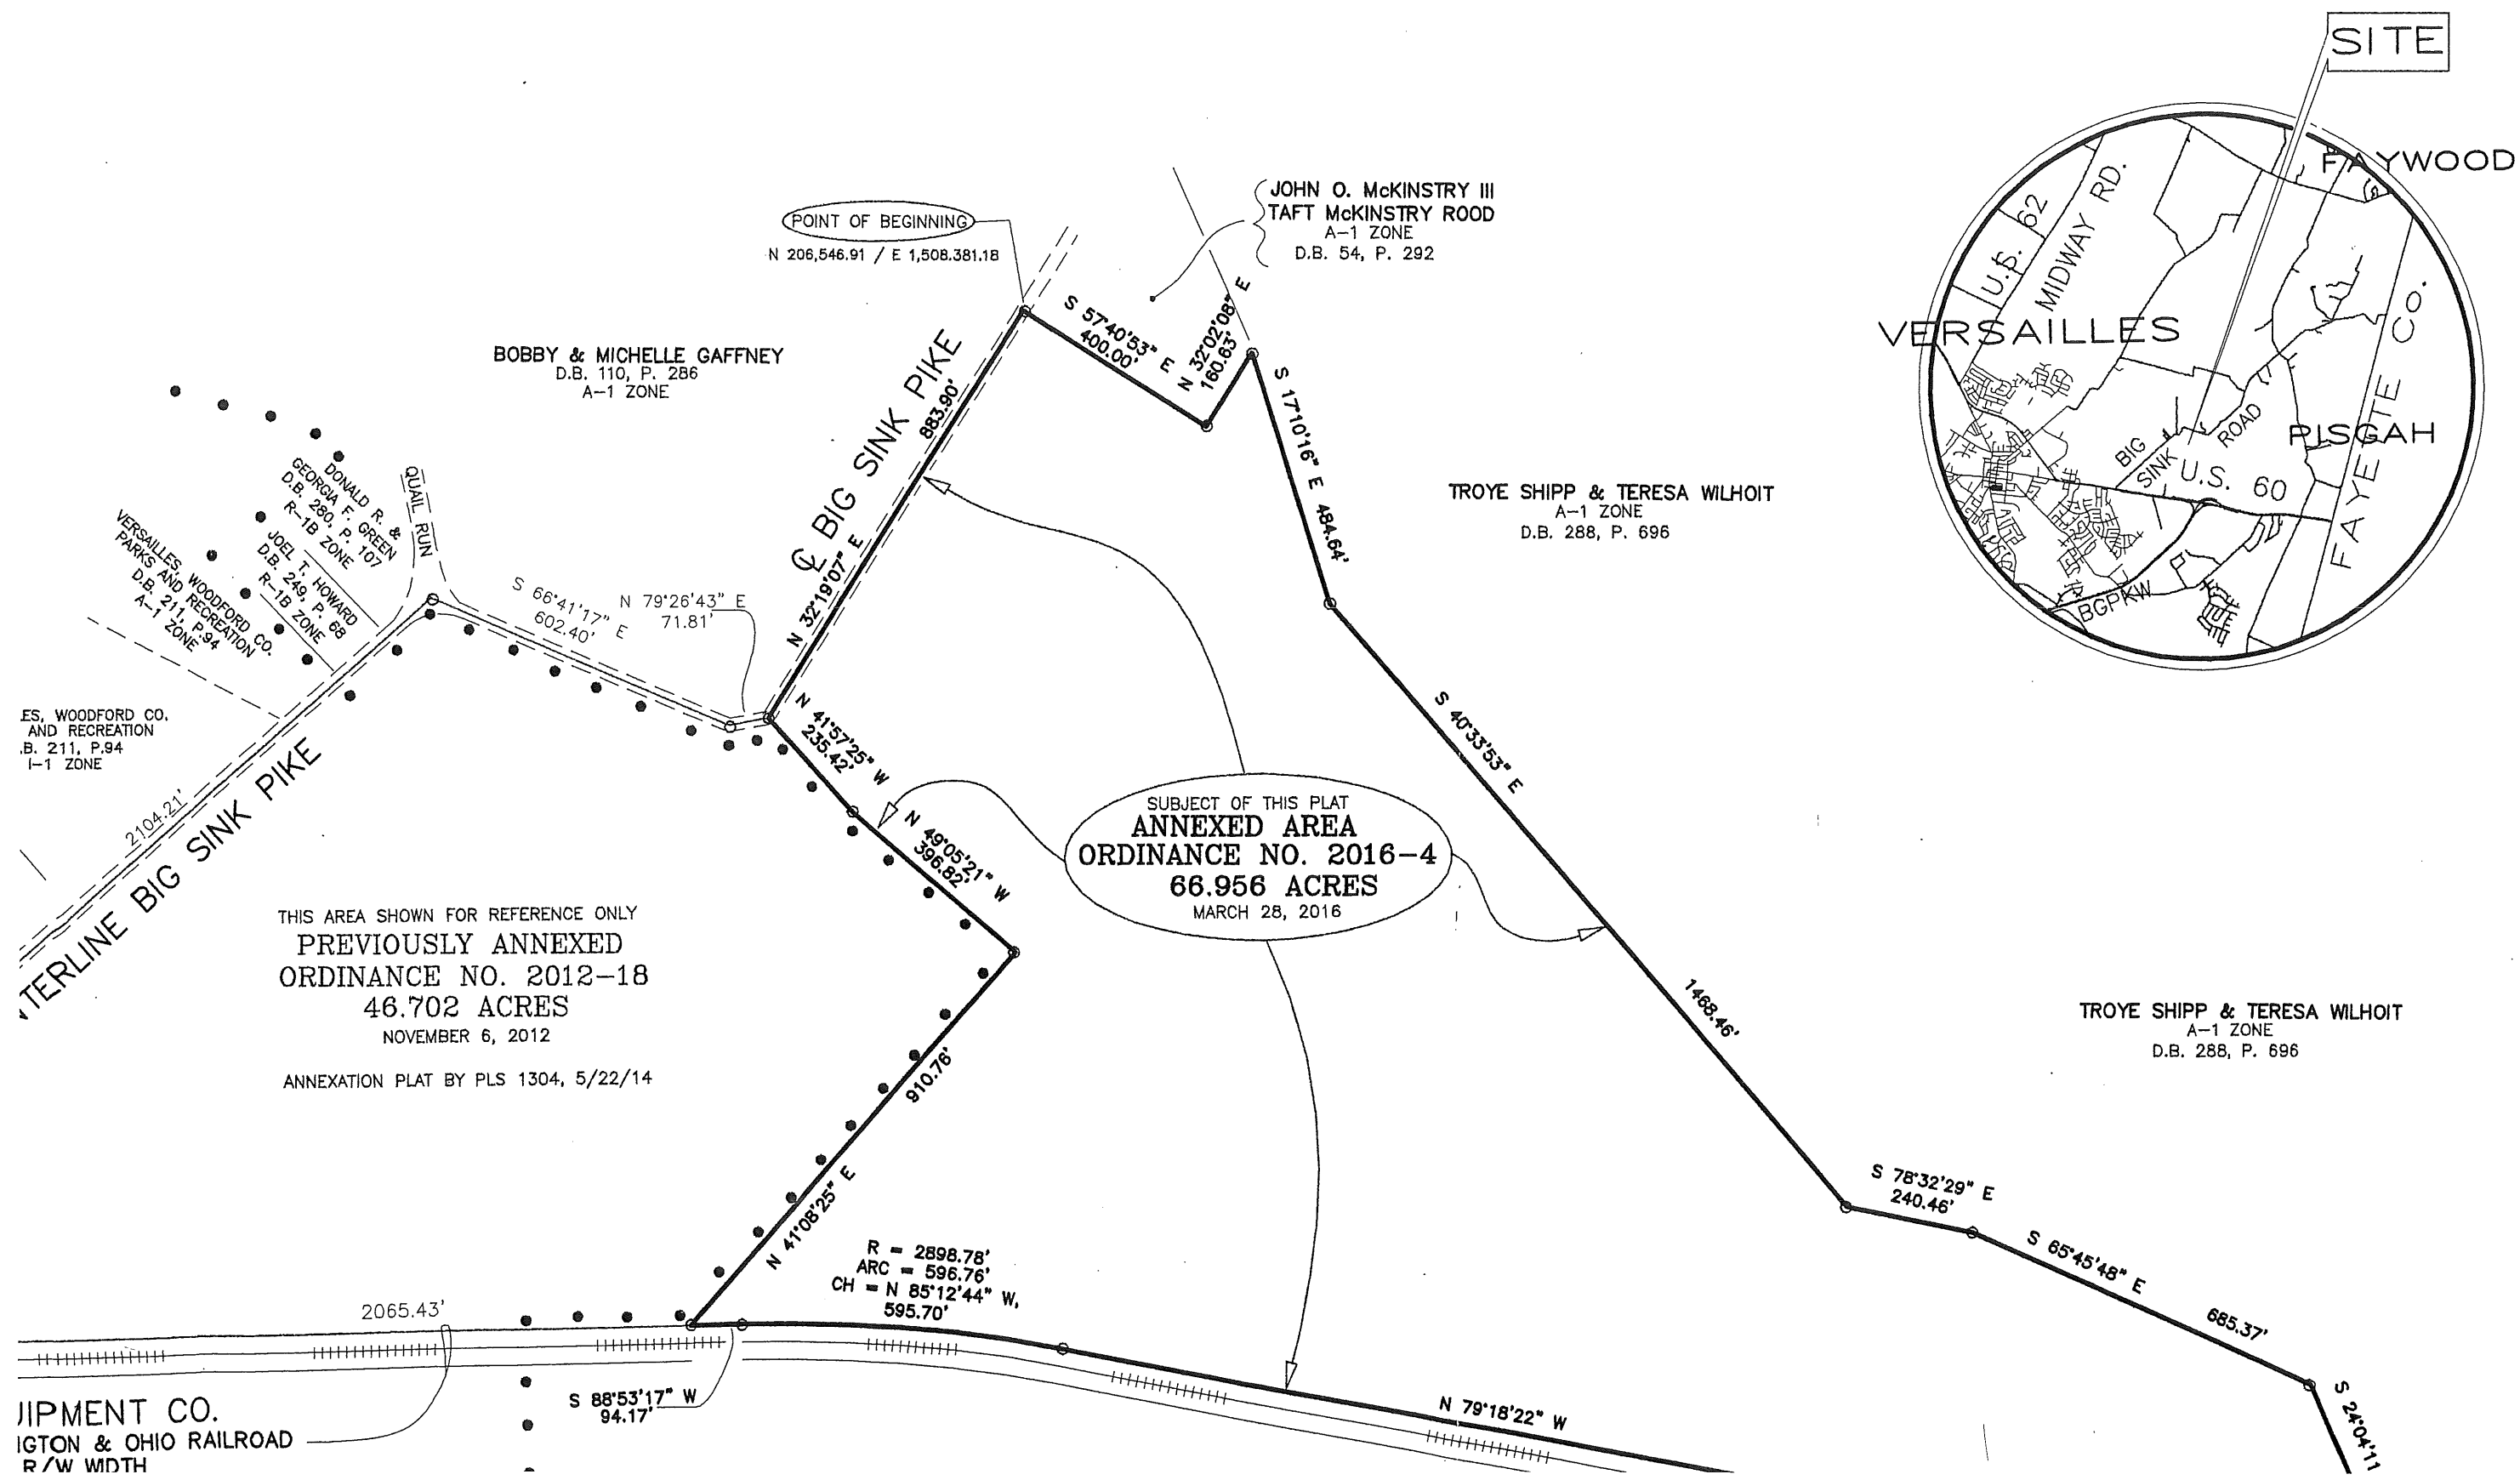 SITE
FAYWOOD
U.S. 62
MIDWAY RD.
VERSAILLES
FAYETTE CO.
PISGAH
BIG
SINK
ROAD
U.S. 60
BGPKW
JOHN O. McKINSTRY III
TAFT McKINSTRY ROOD
A-1 ZONE
D.B. 54, P. 292
POINT OF BEGINNING
N 206,546.91 / E 1,508.381.18
S 57°40'53" E
400.00'
N 32°02'08" E
160.63'
S 17°10'16" E 484.64'
BOBBY & MICHELLE GAFFNEY
D.B. 110, P. 286
A-1 ZONE
℄ BIG SINK PIKE
N 32°19'07" E
883.90'
TROYE SHIPP & TERESA WILHOIT
A-1 ZONE
D.B. 288, P. 696
DONALD R. &
GEORGIA F. GREEN
D.B. 280, P. 107
R-1B ZONE
QUAIL RUN
JOEL T. HOWARD
D.B. 249, P. 68
R-1B ZONE
VERSAILLES, WOODFORD CO.
PARKS AND RECREATION
D.B. 211, P.94
A-1 ZONE
S 66°41'17" E
602.40'
N 79°26'43" E
71.81'
ES, WOODFORD CO.
AND RECREATION
.B. 211, P.94
I-1 ZONE
2104.21'
TERLINE BIG SINK PIKE
N 41°57'25" W
235.42'
N 49°05'21" W
396.82'
S 40°33'53" E
1468.46'
SUBJECT OF THIS PLAT
ANNEXED AREA
ORDINANCE NO. 2016-4
66.956 ACRES
MARCH 28, 2016
THIS AREA SHOWN FOR REFERENCE ONLY
PREVIOUSLY ANNEXED
ORDINANCE NO. 2012-18
46.702 ACRES
NOVEMBER 6, 2012
ANNEXATION PLAT BY PLS 1304, 5/22/14
TROYE SHIPP & TERESA WILHOIT
A-1 ZONE
D.B. 288, P. 696
N 41°08'25" E
910.76'
S 78°32'29" E
240.46'
S 65°45'48" E
685.37'
R = 2898.78'
ARC = 596.76'
CH = N 85°12'44" W,
595.70'
2065.43'
S 88°53'17" W
94.17'
N 79°18'22" W
S 24°04'11
IPMENT CO.
GTON & OHIO RAILROAD
R/W WIDTH